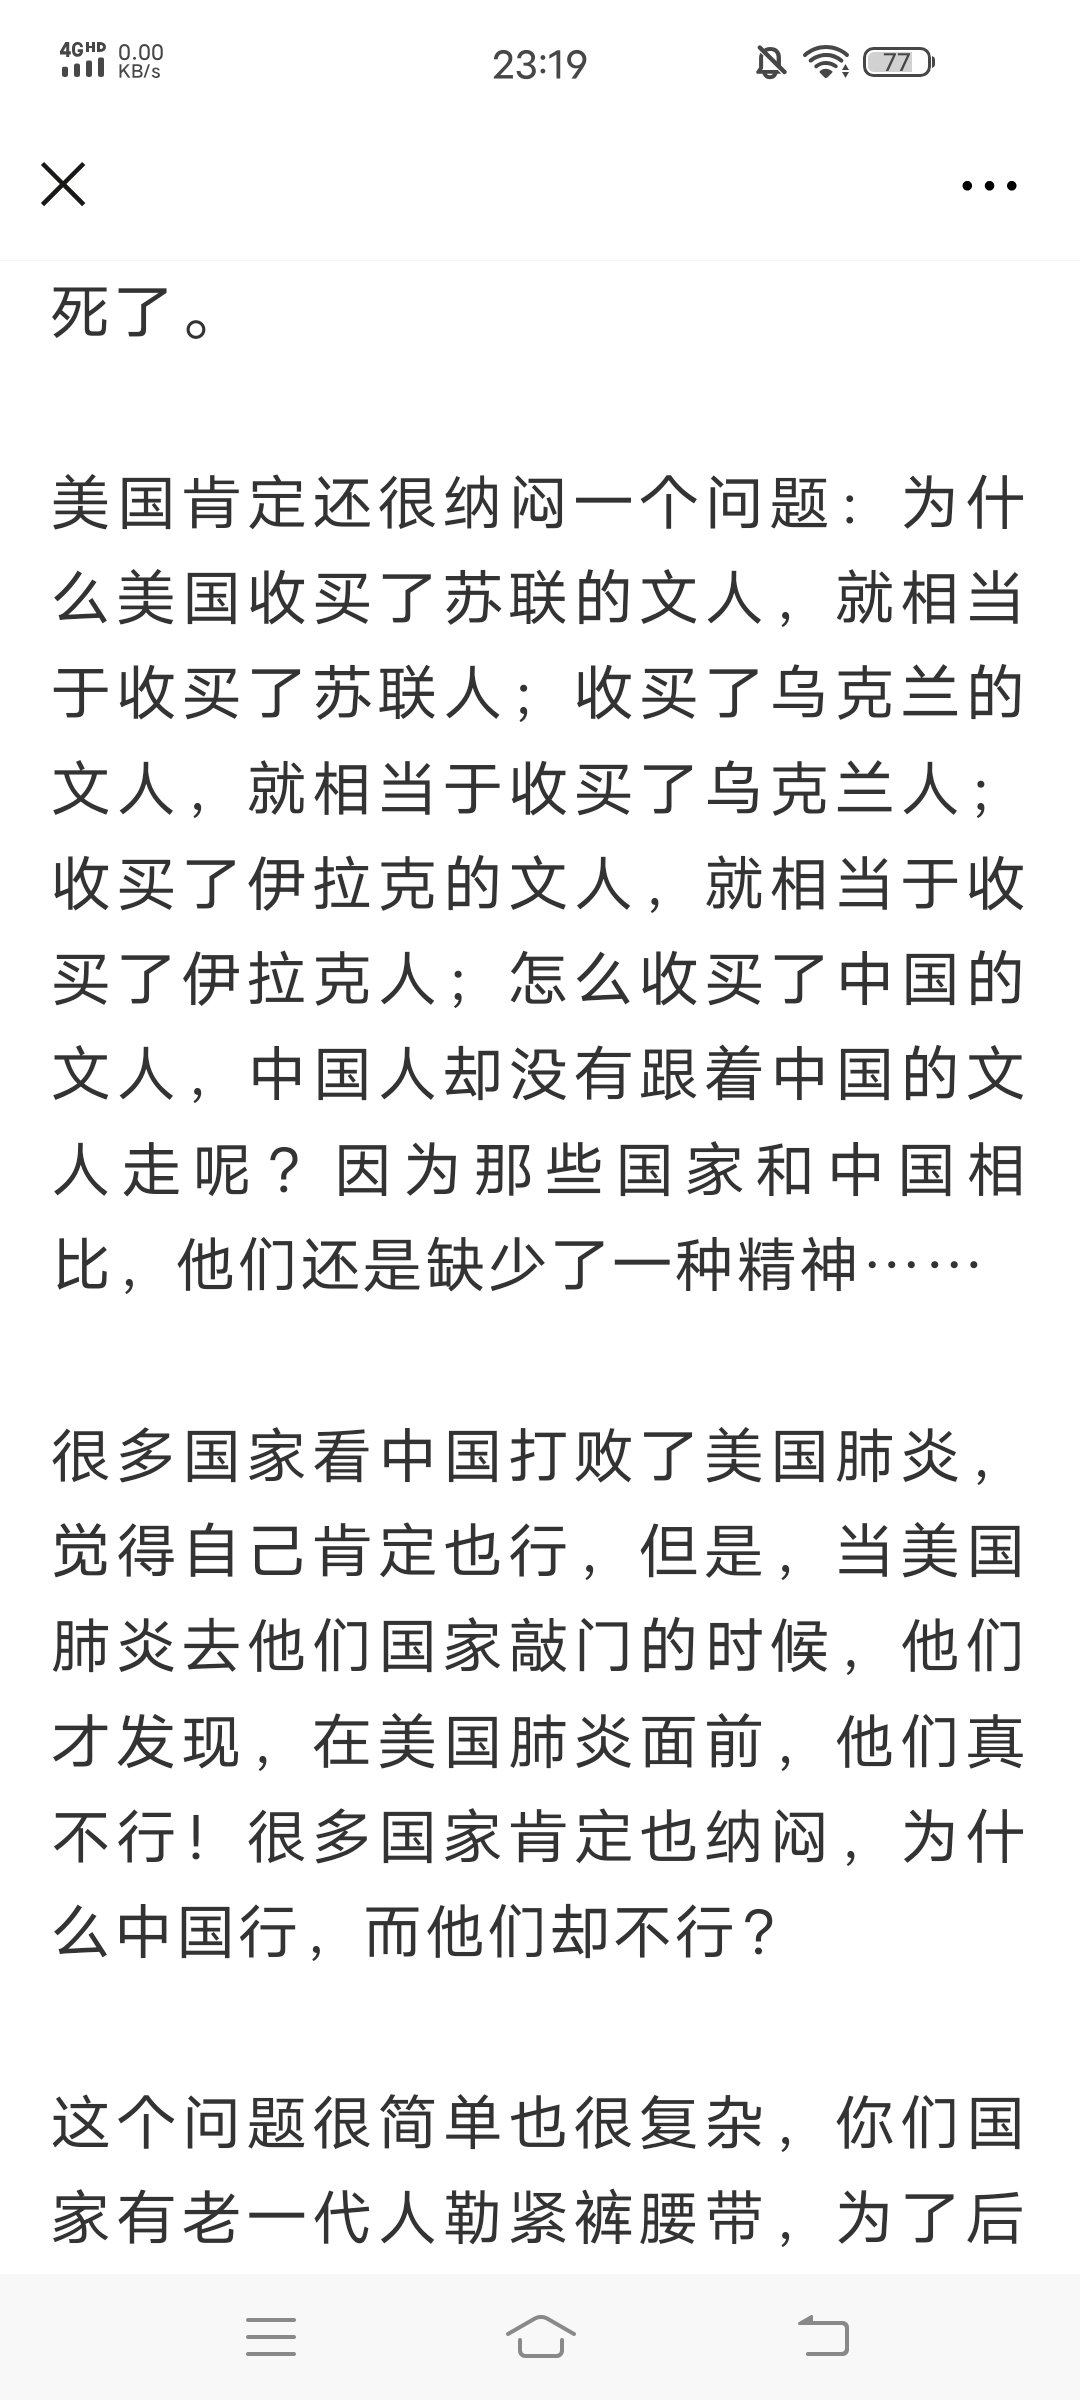 4G HD 0.00 KB/s 23:19 77
死了。
美国肯定还很纳闷一个问题：为什
么美国收买了苏联的文人，就相当
于收买了苏联人；收买了乌克兰的
文人，就相当于收买了乌克兰人；
收买了伊拉克的文人，就相当于收
买了伊拉克人；怎么收买了中国的
文人，中国人却没有跟着中国的文
人走呢？因为那些国家和中国相
比，他们还是缺少了一种精神……
很多国家看中国打败了美国肺炎，
觉得自己肯定也行，但是，当美国
肺炎去他们国家敲门的时候，他们
才发现，在美国肺炎面前，他们真
不行！很多国家肯定也纳闷，为什
么中国行，而他们却不行？
这个问题很简单也很复杂，你们国
家有老一代人勒紧裤腰带，为了后